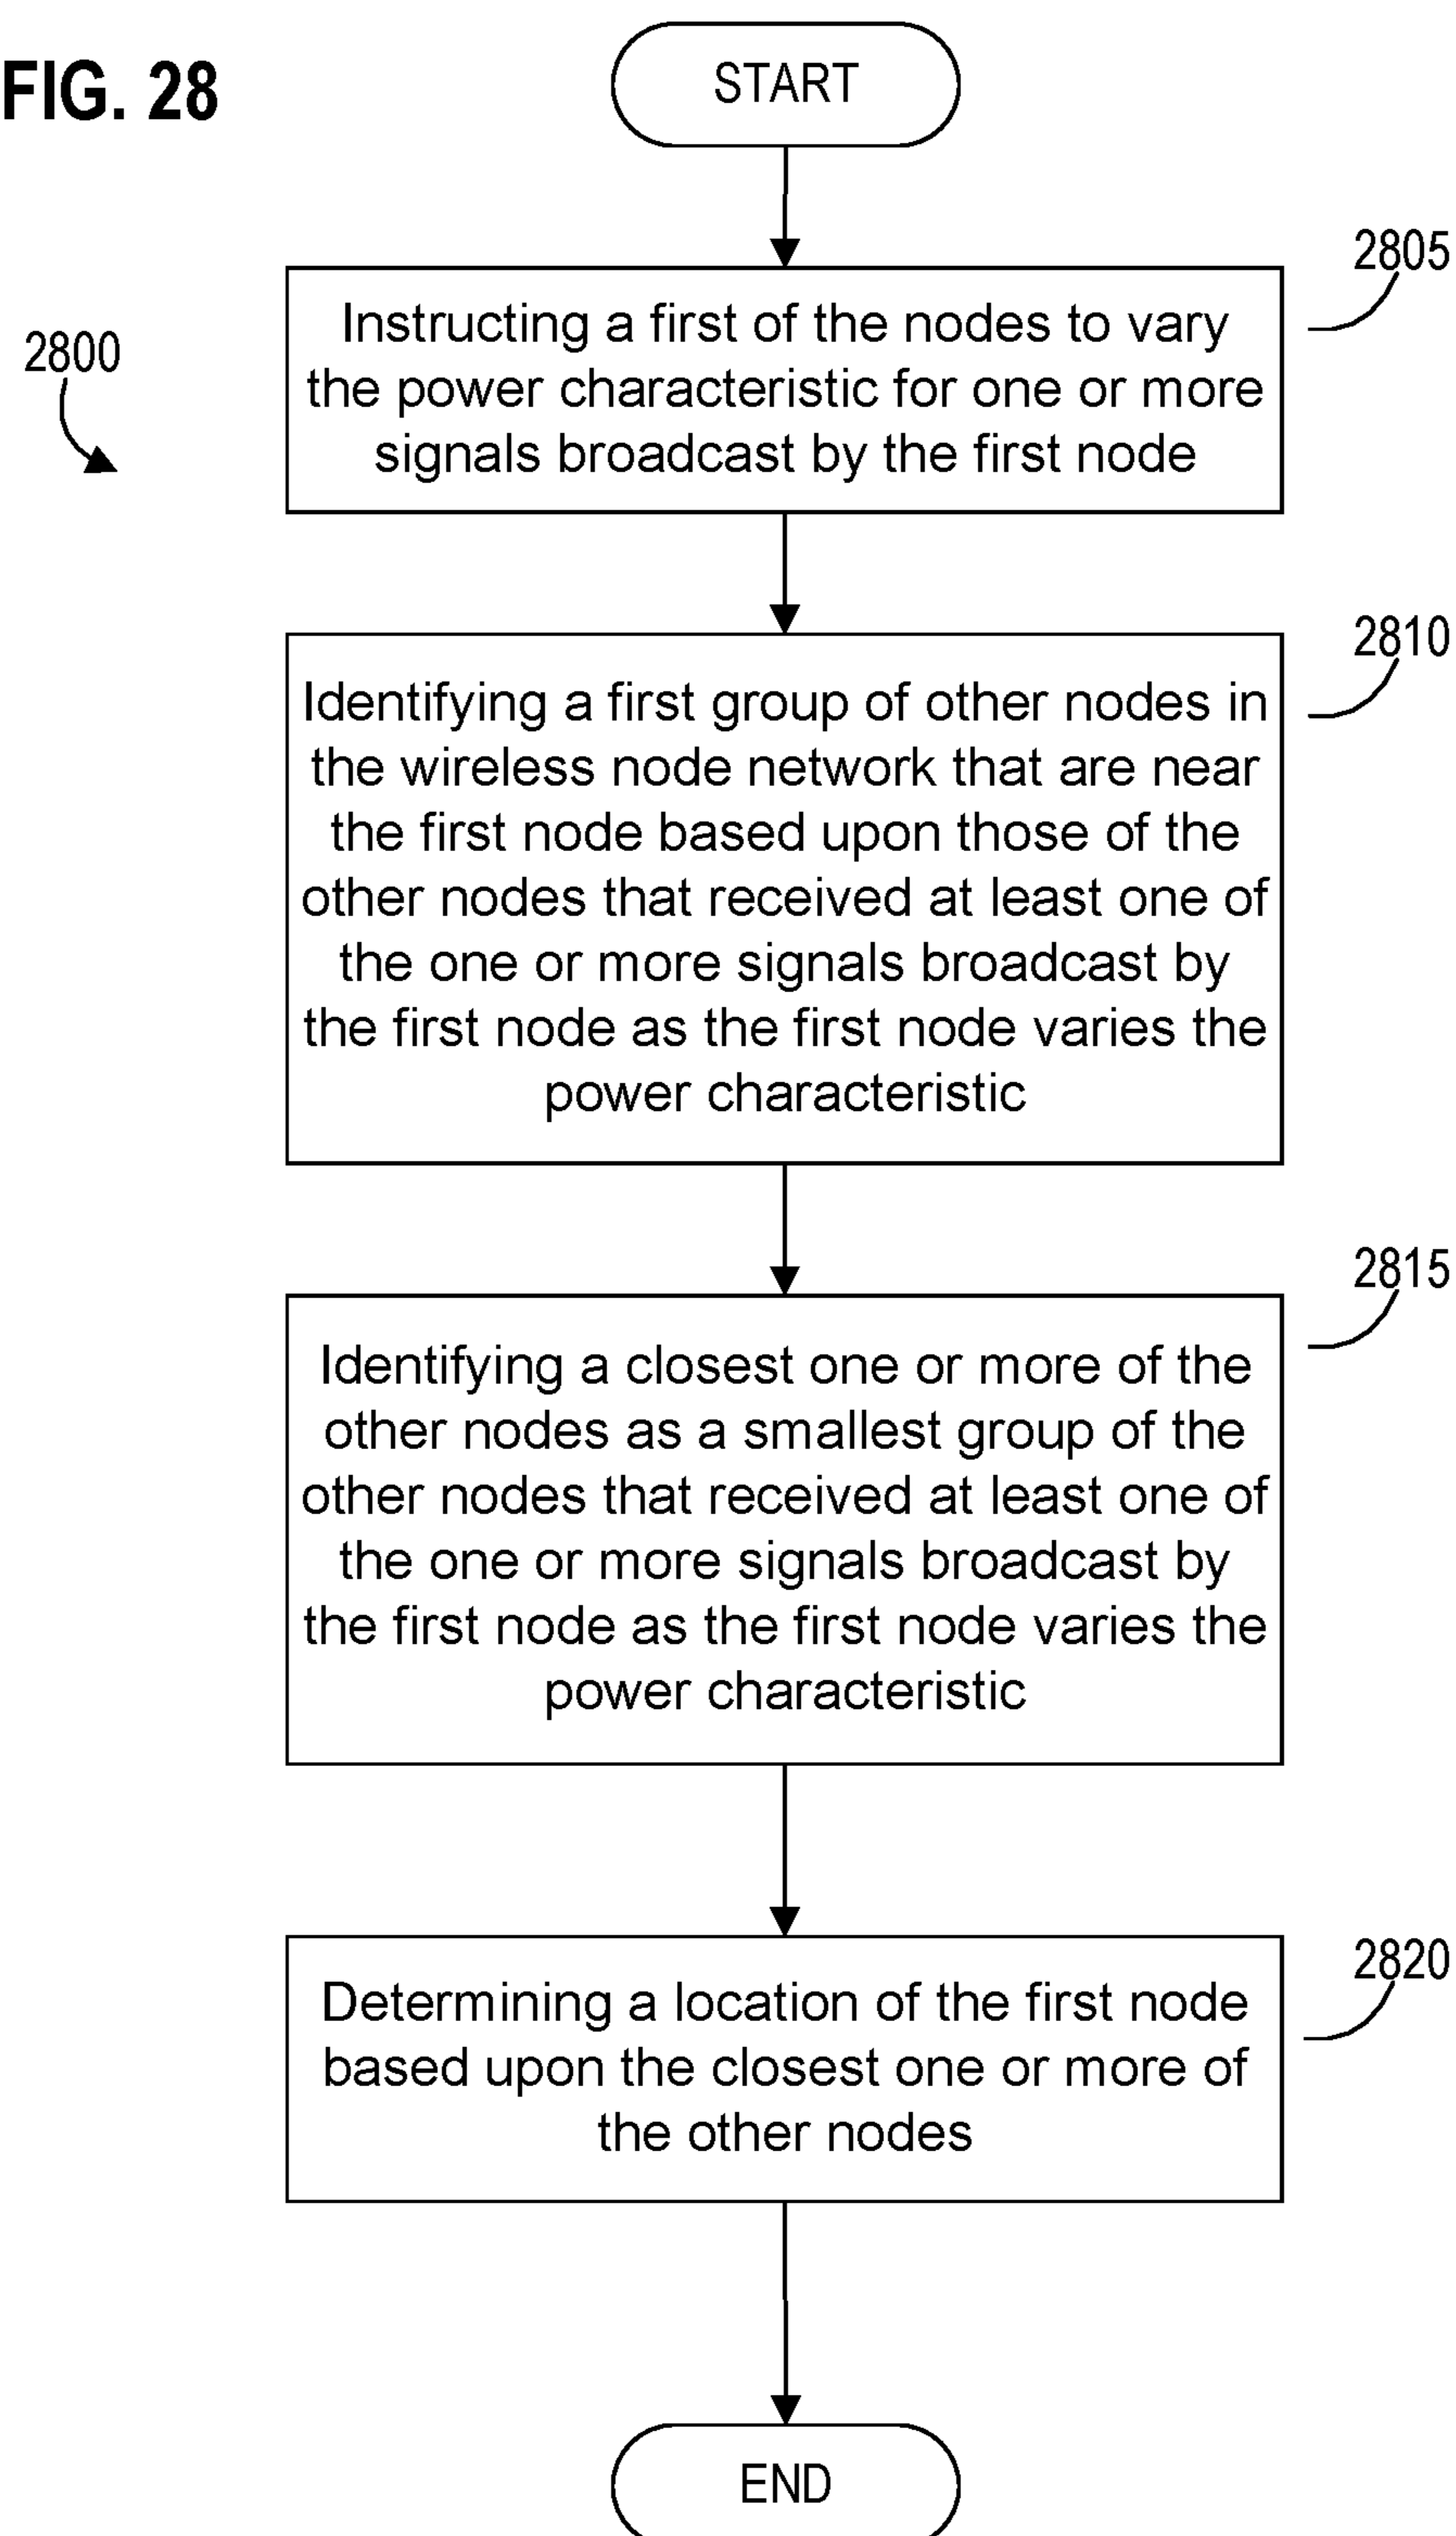 FIG. 28
START
2800
2805
Instructing a first of the nodes to vary
the power characteristic for one or more
signals broadcast by the first node
2810
Identifying a first group of other nodes in
the wireless node network that are near
the first node based upon those of the
other nodes that received at least one of
the one or more signals broadcast by
the first node as the first node varies the
power characteristic
2815
Identifying a closest one or more of the
other nodes as a smallest group of the
other nodes that received at least one of
the one or more signals broadcast by
the first node as the first node varies the
power characteristic
2820
Determining a location of the first node
based upon the closest one or more of
the other nodes
END